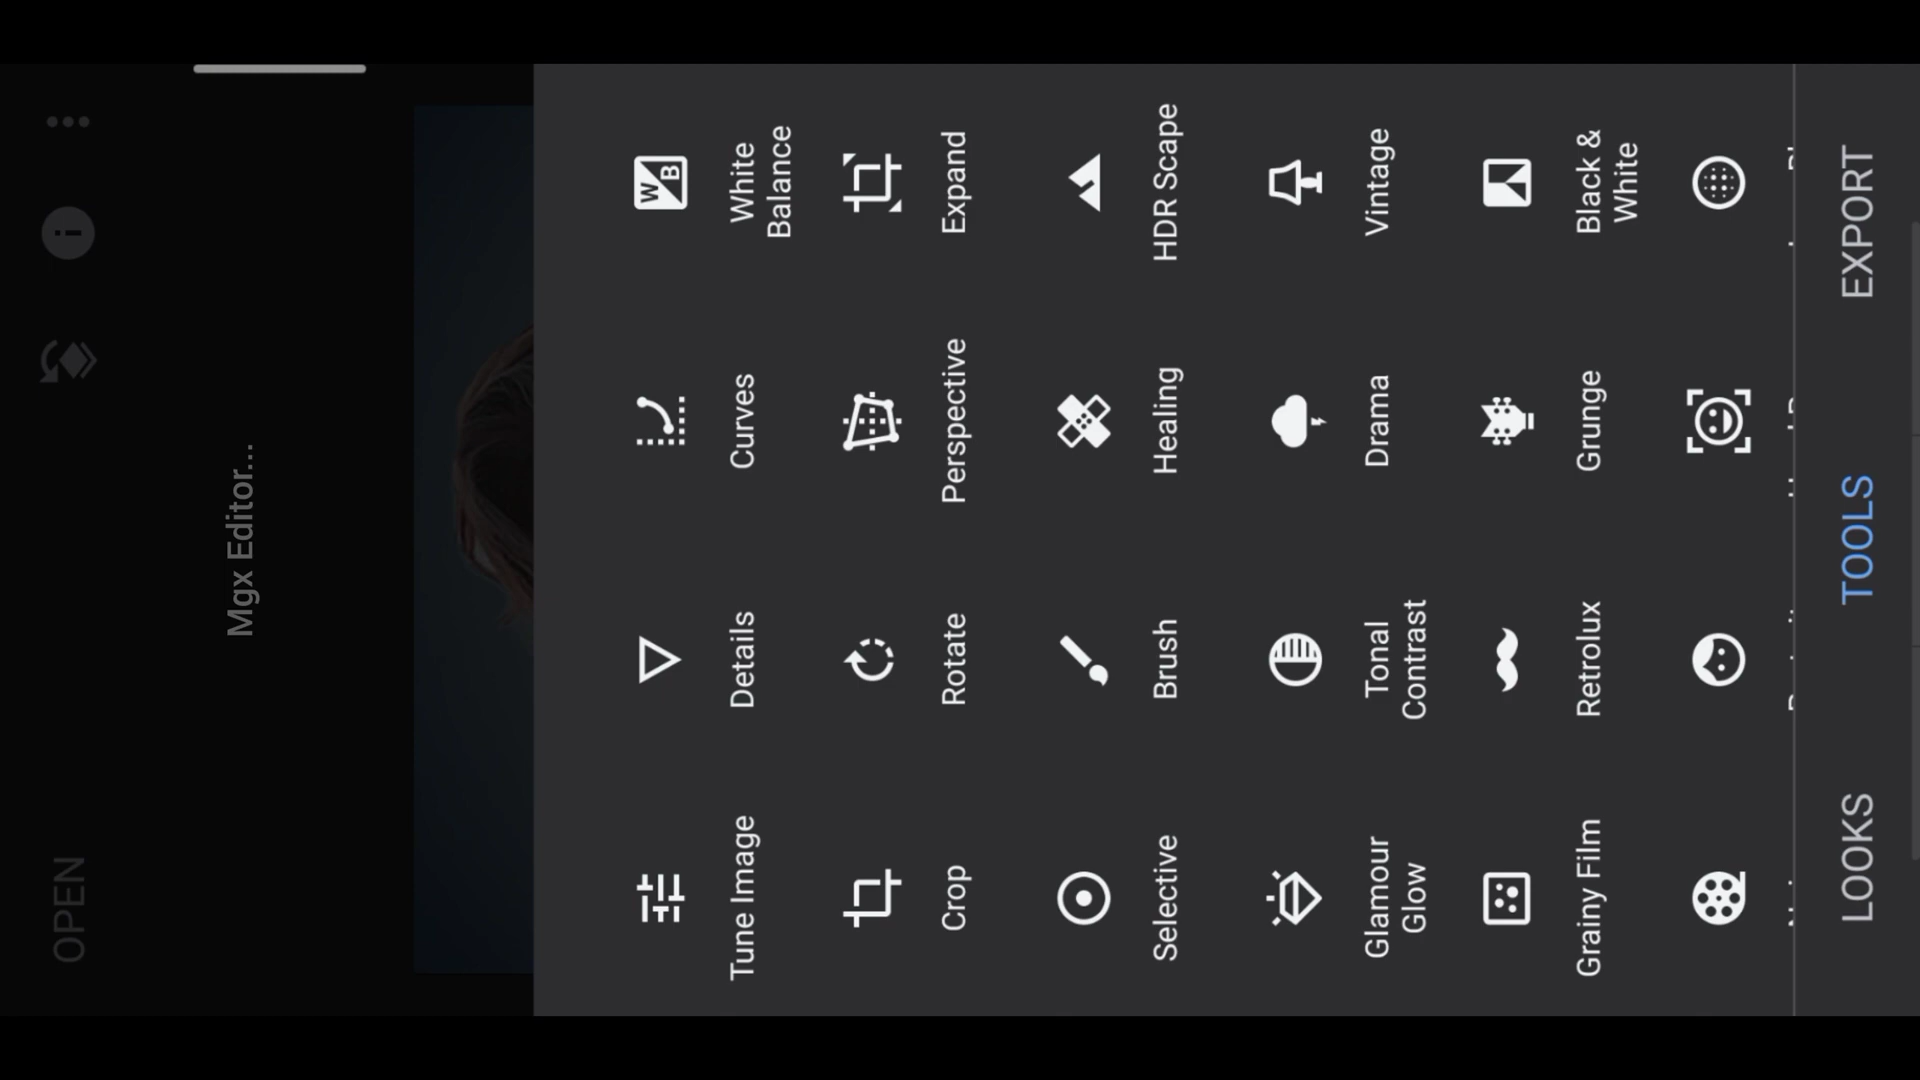 OPEN
Mgx Editor...
Tune Image
Details
Curves
White
Balance
Crop
Rotate
Perspective
Expand
Selective
Brush
Healing
HDR Scape
Glamour
Glow
Tonal
Contrast
Drama
Vintage
Grainy Film
Retrolux
Grunge
Black &
White
LOOKS
TOOLS
EXPORT